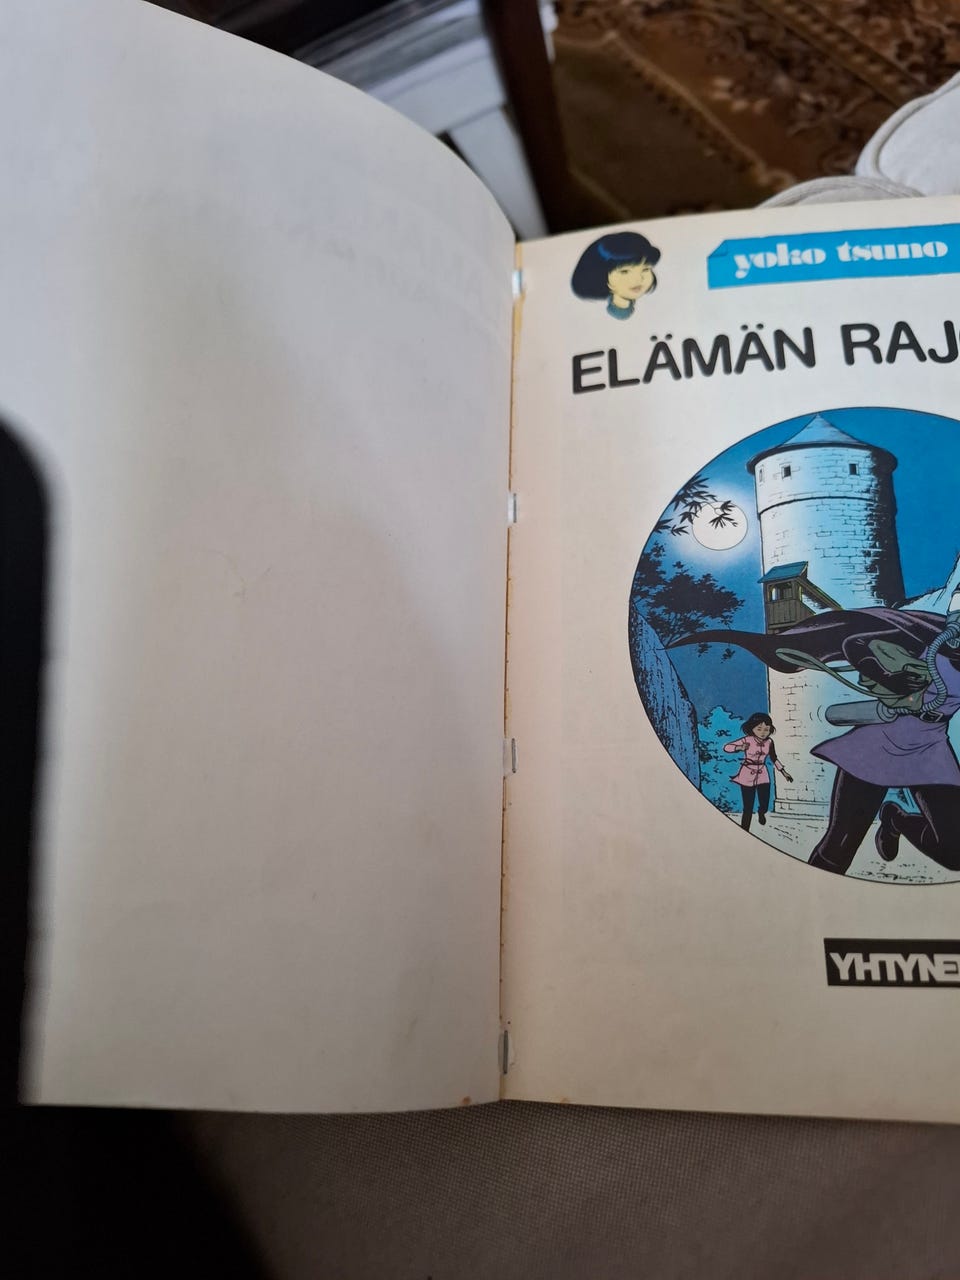 yoko tsuno
ELÄMÄN RAJ
YHTYNE